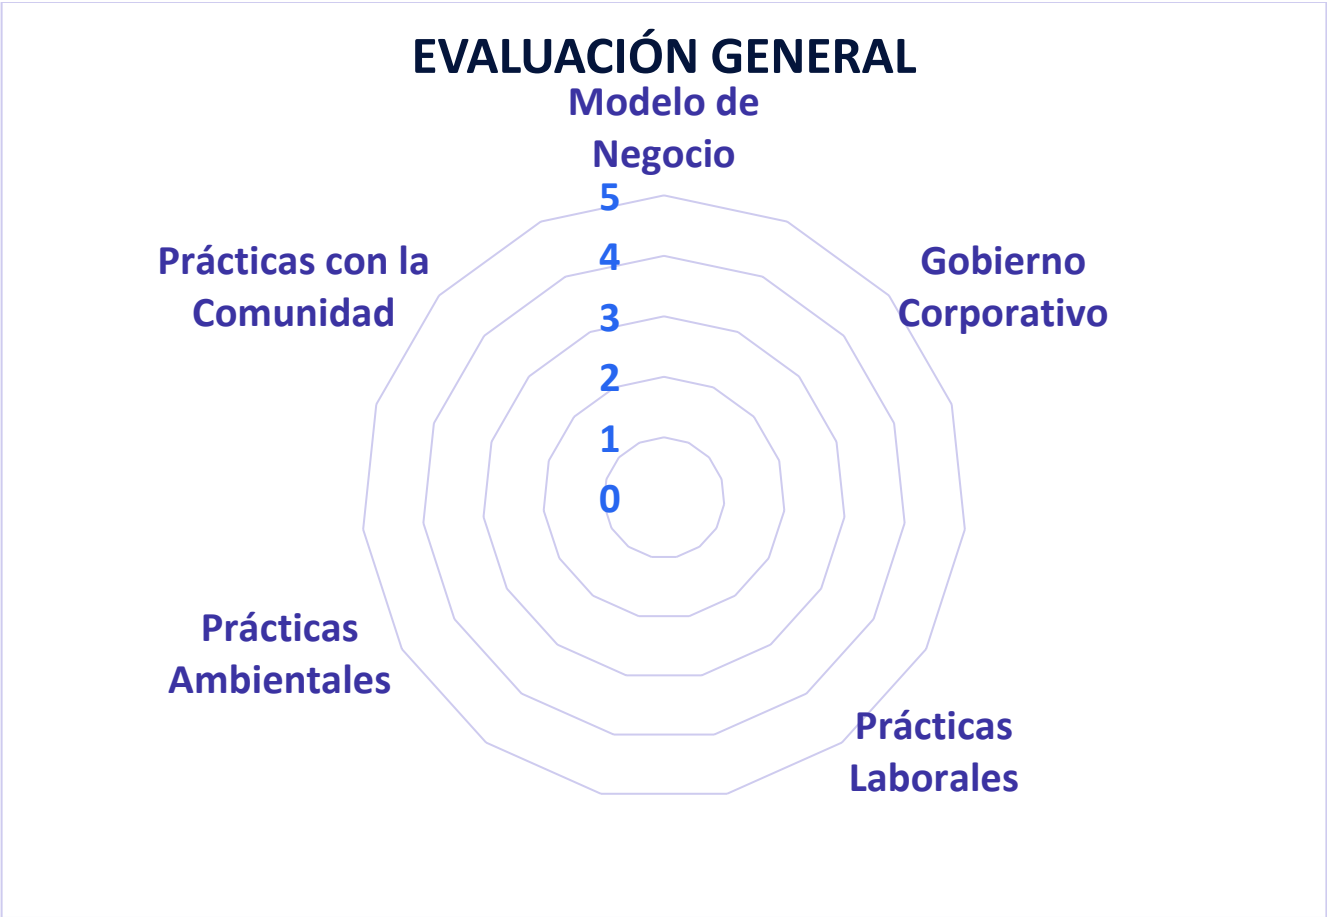 EVALUACIÓN GENERAL
Modelo de
Negocio
5
4
3
2
1
0
Prácticas con la
Comunidad
Gobierno
Corporativo
Prácticas
Ambientales
Prácticas
Laborales